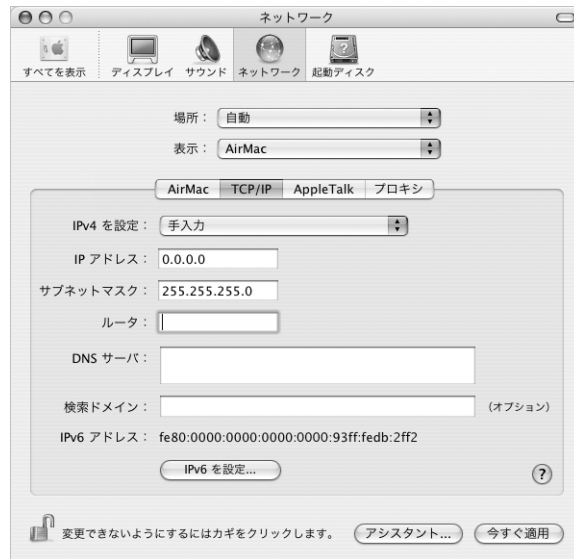 ネットワーク
すべてを表示 ディスプレイ サウンド ネットワーク 起動ディスク
場所： 自動
表示： AirMac
AirMac TCP/IP AppleTalk プロキシ
IPv4 を設定： 手入力
IP アドレス： 0.0.0.0
サブネットマスク： 255.255.255.0
ルータ：
DNS サーバ：
検索ドメイン： (オプション)
IPv6 アドレス： fe80:0000:0000:0000:0000:93ff:fedb:2ff2
IPv6 を設定... ?
変更できないようにするにはカギをクリックします。 アシスタント... 今すぐ適用